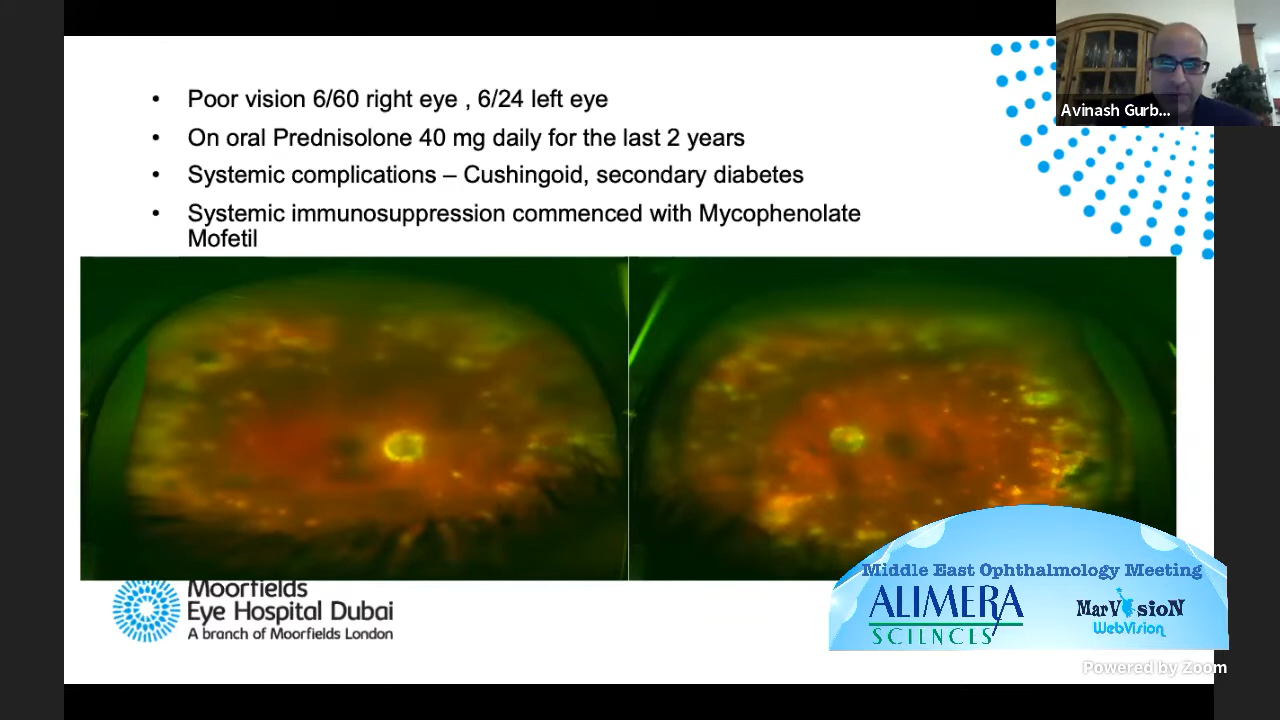 Avinash Gurb...
• Poor vision 6/60 right eye , 6/24 left eye
• On oral Prednisolone 40 mg daily for the last 2 years
• Systemic complications – Cushingoid, secondary diabetes
• Systemic immunosuppression commenced with Mycophenolate
Mofetil
Moorfields
Eye Hospital Dubai
A branch of Moorfields London
Middle East Ophthalmology Meeting
ALIMERA
SCIENCES
MarVision
WebVision
Powered by Zoom